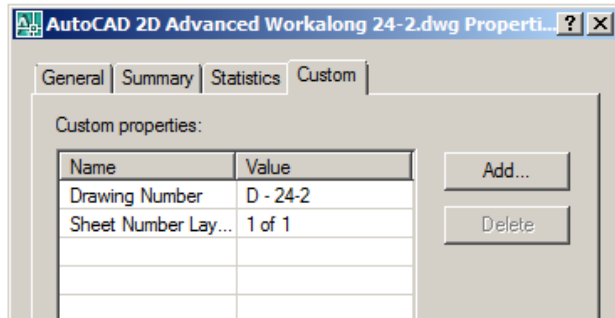 AutoCAD 2D Advanced Workalong 24-2.dwg Properti... ? X
General Summary Statistics Custom
Custom properties:
Name Value
Add...
Drawing Number D - 24-2
Sheet Number Lay... 1 of 1
Delete